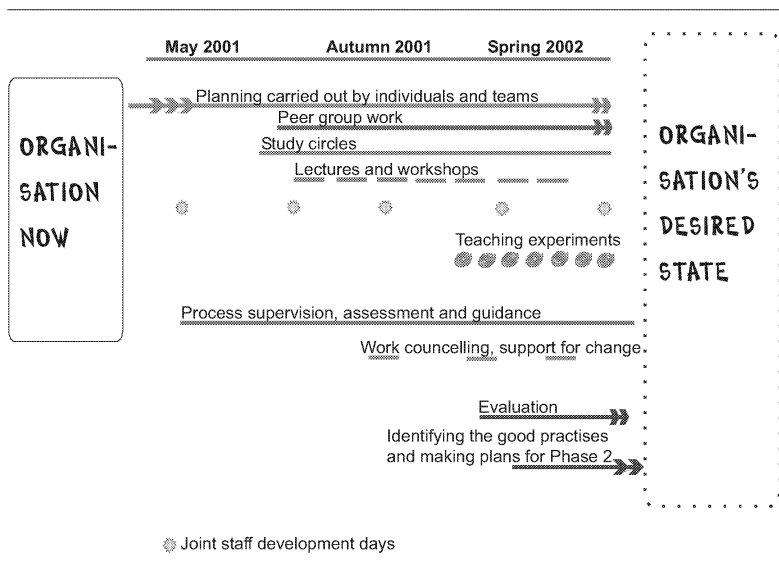 May 2001 Autumn 2001 Spring 2002
ORGANI-
SATION
NOW
Planning carried out by individuals and teams
Peer group work
Study circles
Lectures and workshops
Teaching experiments
Process supervision, assessment and guidance
Work councelling, support for change
Evaluation
Identifying the good practises
and making plans for Phase 2
ORGANI-
SATION'S
DESIRED
STATE
Joint staff development days